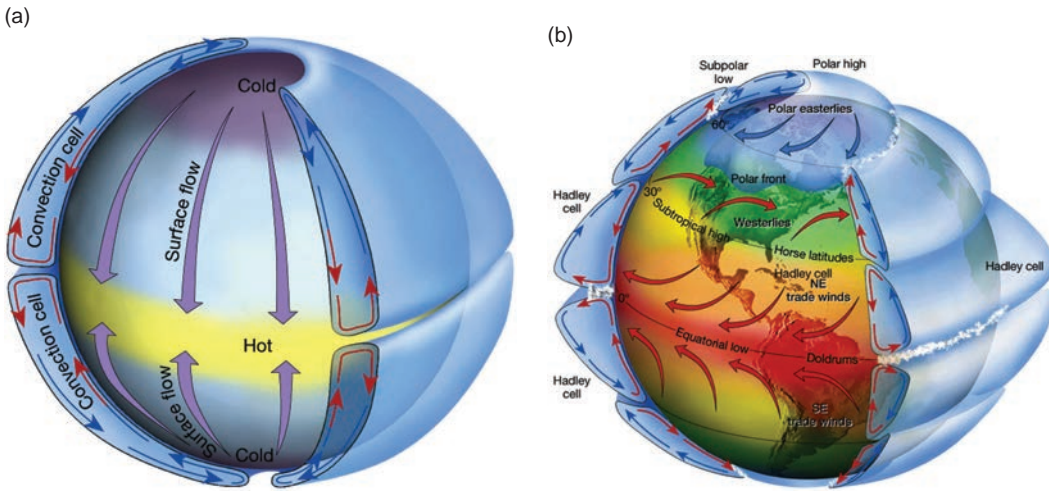 (a)
Cold
Convection cell
Surface flow
Hot
Convection cell
Surface flow
Cold
(b)
Polar high
Subpolar
low
Polar easterlies
60°
Polar front
Hadley
cell
30°
Westerlies
Subtropical high
Horse latitudes
Hadley cell
NE
trade winds
Hadley cell
0°
Equatorial low
Doldrums
Hadley
cell
SE
trade winds